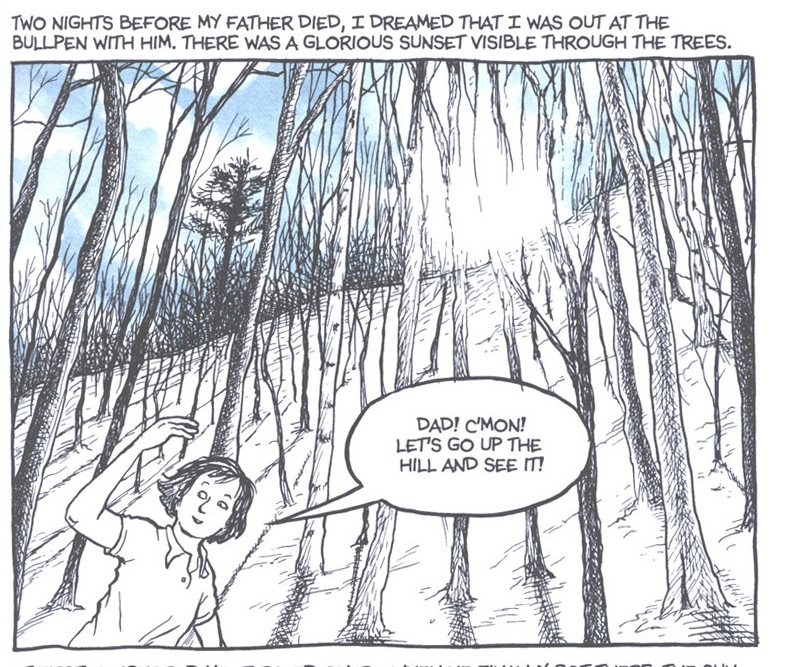 TWO NIGHTS BEFORE MY FATHER DIED, I DREAMED THAT I WAS OUT AT THE
BULLPEN WITH HIM. THERE WAS A GLORIOUS SUNSET VISIBLE THROUGH THE TREES.
DAD! C'MON!
LET'S GO UP THE
HILL AND SEE IT!